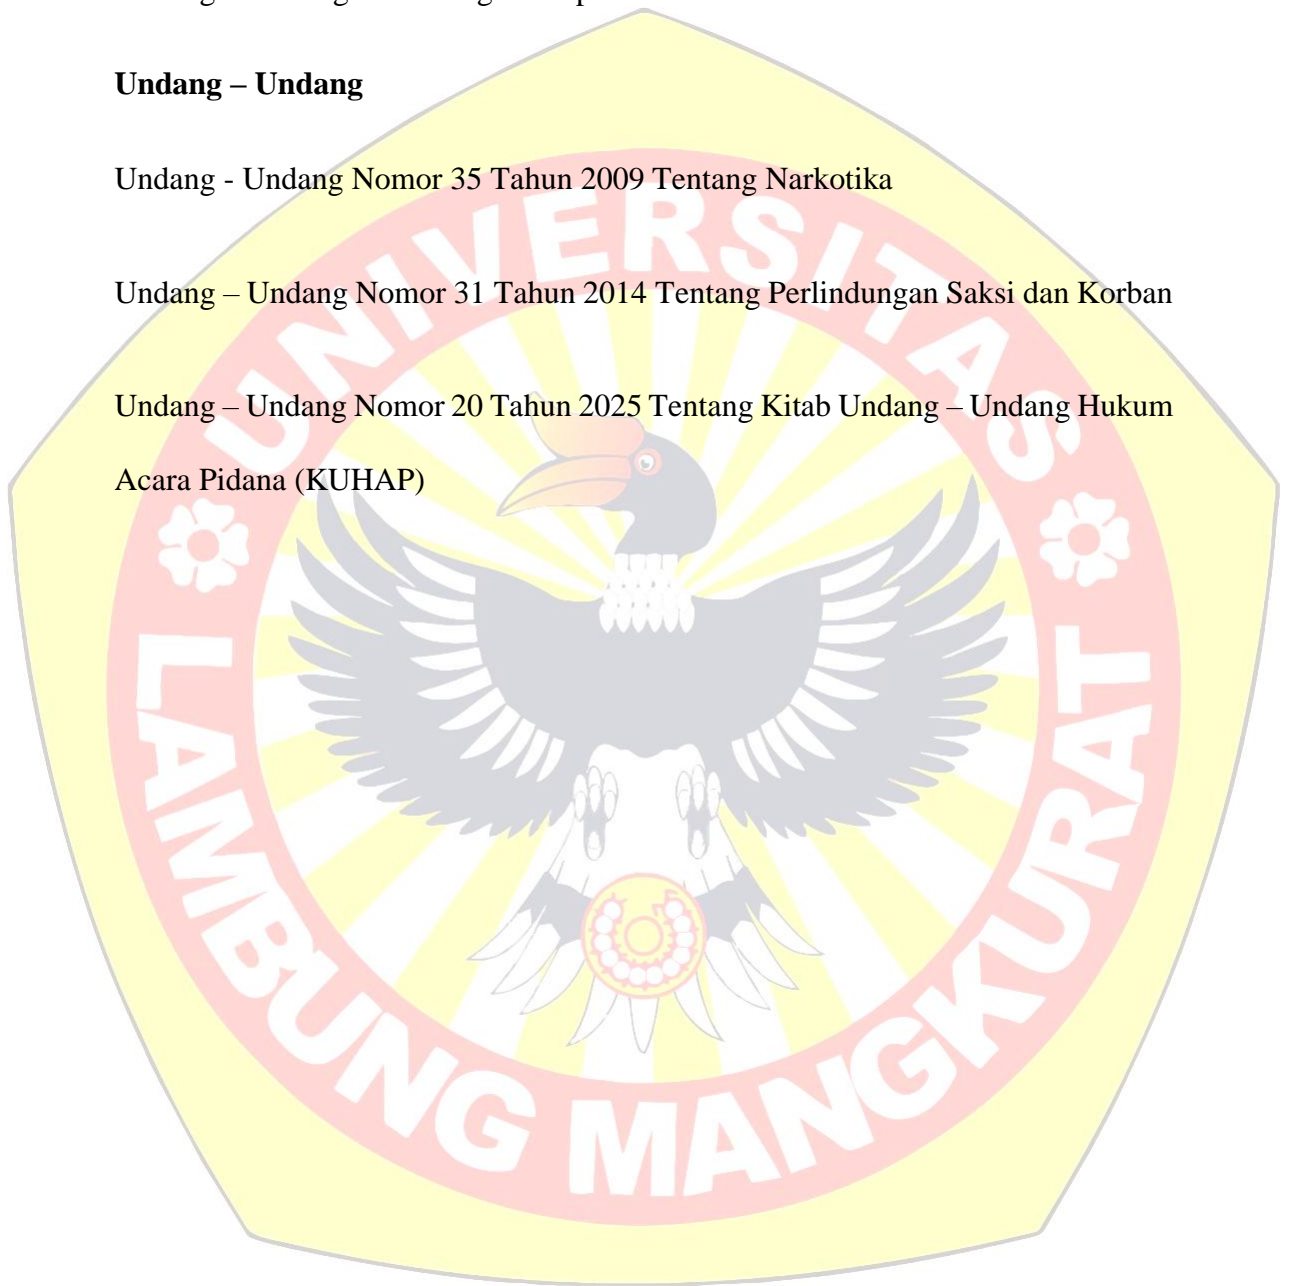 Undang – Undang
Undang - Undang Nomor 35 Tahun 2009 Tentang Narkotika
Undang – Undang Nomor 31 Tahun 2014 Tentang Perlindungan Saksi dan Korban
Undang – Undang Nomor 20 Tahun 2025 Tentang Kitab Undang – Undang Hukum
Acara Pidana (KUHAP)
UNIVERSITAS
LAMBUNG MANGKURAT